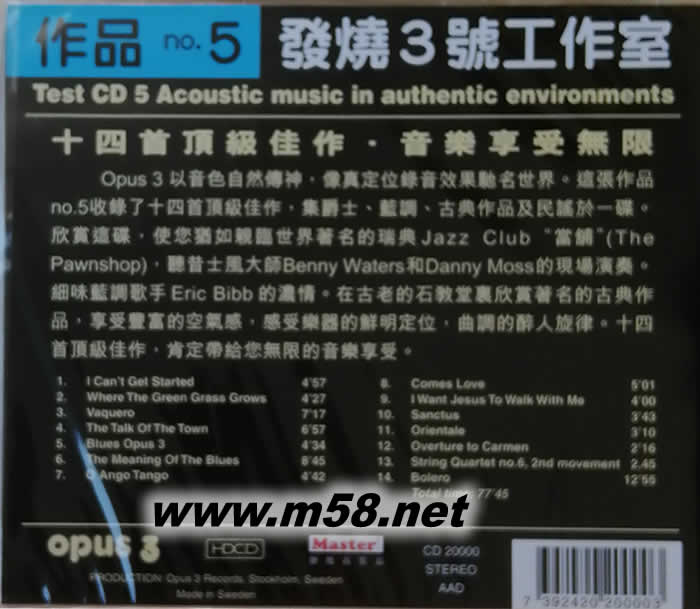 作品 no. 5 發燒3號工作室
Test CD 5 Acoustic music in authentic environments
十四首頂級佳作·音樂享受無限
Opus 3 以音色自然傳神，像真定位錄音效果馳名世界。這張作品
no.5收錄了十四首頂級佳作，集爵士、藍調、古典作品及民謠於一碟。
欣賞這碟，使您猶如親臨世界著名的瑞典Jazz Club "當舖"(The
Pawnshop)，聽昔士風大師Benny Waters和Danny Moss的現場演奏。
細味藍調歌手 Eric Bibb 的濃情。在古老的石教堂裏欣賞著名的古典作
品，享受豐富的空氣感，感受樂器的鮮明定位，曲調的醉人旋律。十四
首頂級佳作，肯定帶給您無限的音樂享受。
1. I Can't Get Started 4'57
2. Where The Green Grass Grows 4'27
3. Vaquero 7'17
4. The Talk Of The Town 6'57
5. Blues Opus 3 4'34
6. The Meaning Of The Blues 8'45
7. O Ango Tango 4'42
8. Comes Love 5'01
9. I Want Jesus To Walk With Me 4'00
10. Sanctus 3'43
11. Orientale 3'10
12. Overture to Carmen 2'16
13. String Quartet no.6, 2nd movement 2.45
14. Bolero 12'55
Total time 77'45
www.m58.net
opus 3
HDCD
Master
CD 20000
STEREO
AAD
PRODUCTION: Opus 3 Records, Stockholm, Sweden
Made in Sweden
7 392420 200003